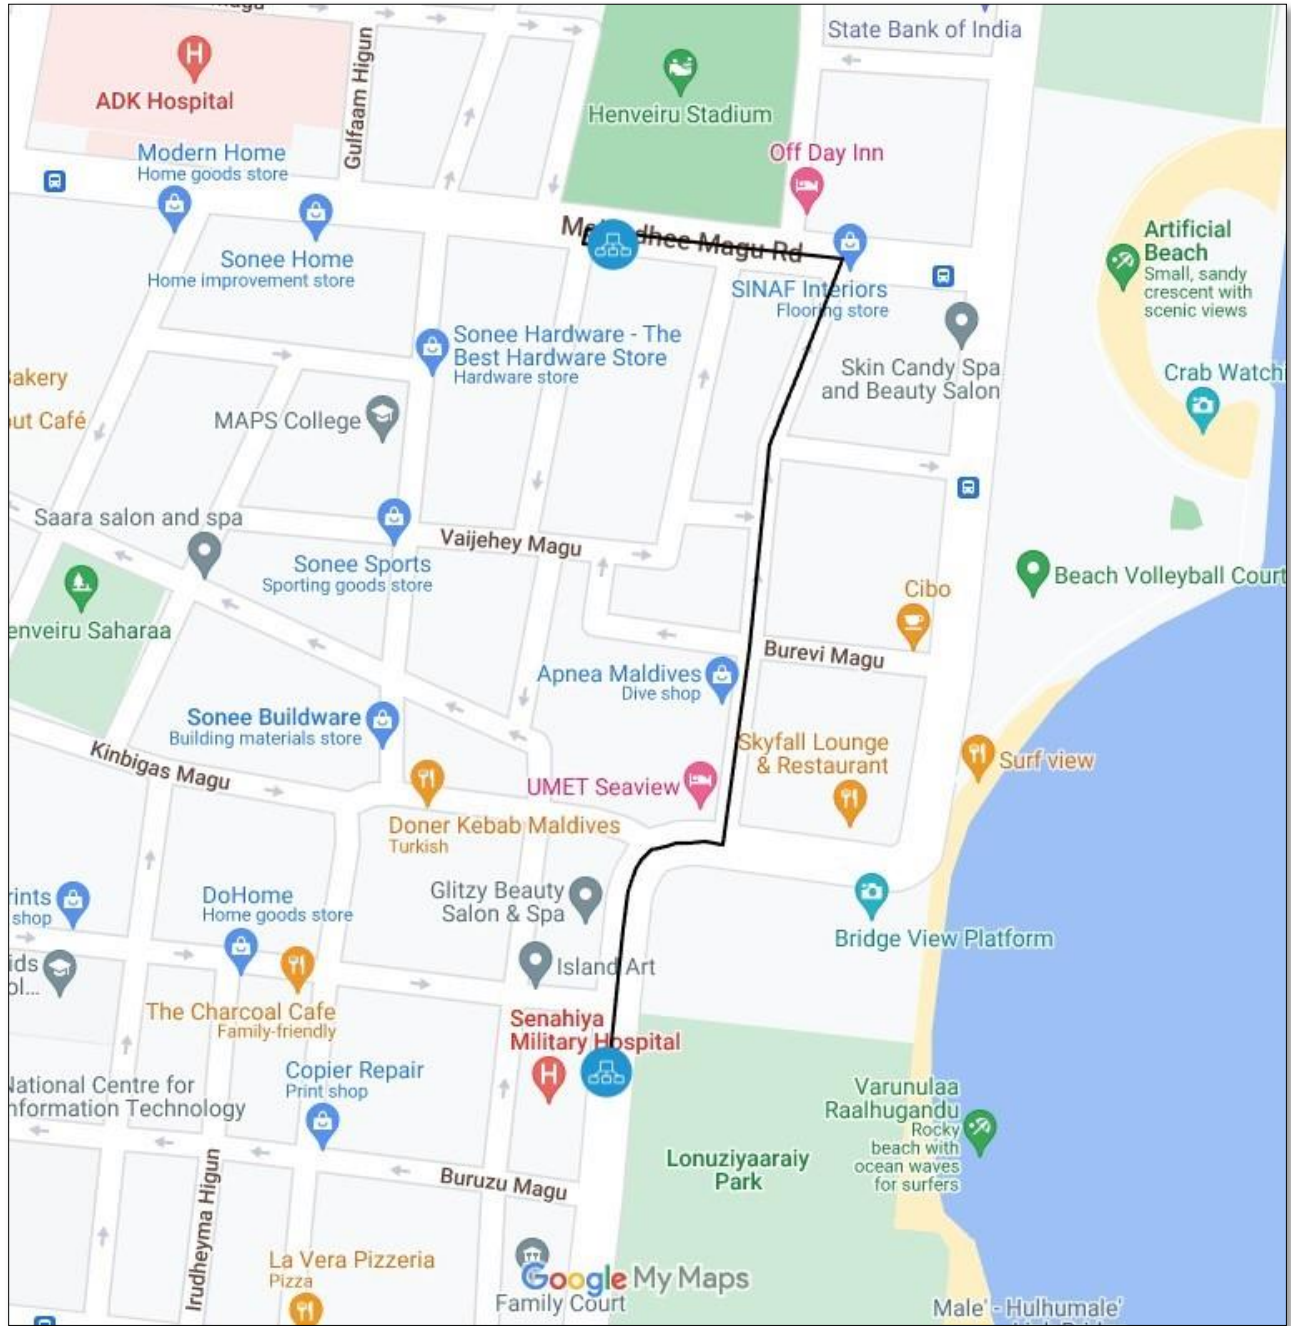 State Bank of India
ADK Hospital
Gulfaam Higun
Henveiru Stadium
Modern Home
Home goods store
Off Day Inn
Sonee Home
Home improvement store
dhee Magu Rd
Artificial
Beach
Small, sandy
crescent with
scenic views
SINAF Interiors
Flooring store
Sonee Hardware - The
Best Hardware Store
Hardware store
Skin Candy Spa
and Beauty Salon
Crab Watchi
Bakery
out Café
MAPS College
Saara salon and spa
Vaijehey Magu
Sonee Sports
Sporting goods store
Beach Volleyball Court
Cibo
enveiru Saharaa
Burevi Magu
Apnea Maldives
Dive shop
Sonee Buildware
Building materials store
Kinbigas Magu
Skyfall Lounge
& Restaurant
Surf view
UMET Seaview
Doner Kebab Maldives
Turkish
rints
shop
DoHome
Home goods store
Glitzy Beauty
Salon & Spa
Bridge View Platform
ids
ol...
Island Art
The Charcoal Cafe
Family-friendly
Senahiya
Military Hospital
Copier Repair
Print shop
National Centre for
nformation Technology
Varunulaa
Raalhugandu
Rocky
beach with
ocean waves
for surfers
Lonuziyaaraiy
Park
Buruzu Magu
Irudheyma Higun
La Vera Pizzeria
Pizza
Google My Maps
Family Court
Male' - Hulhumale'